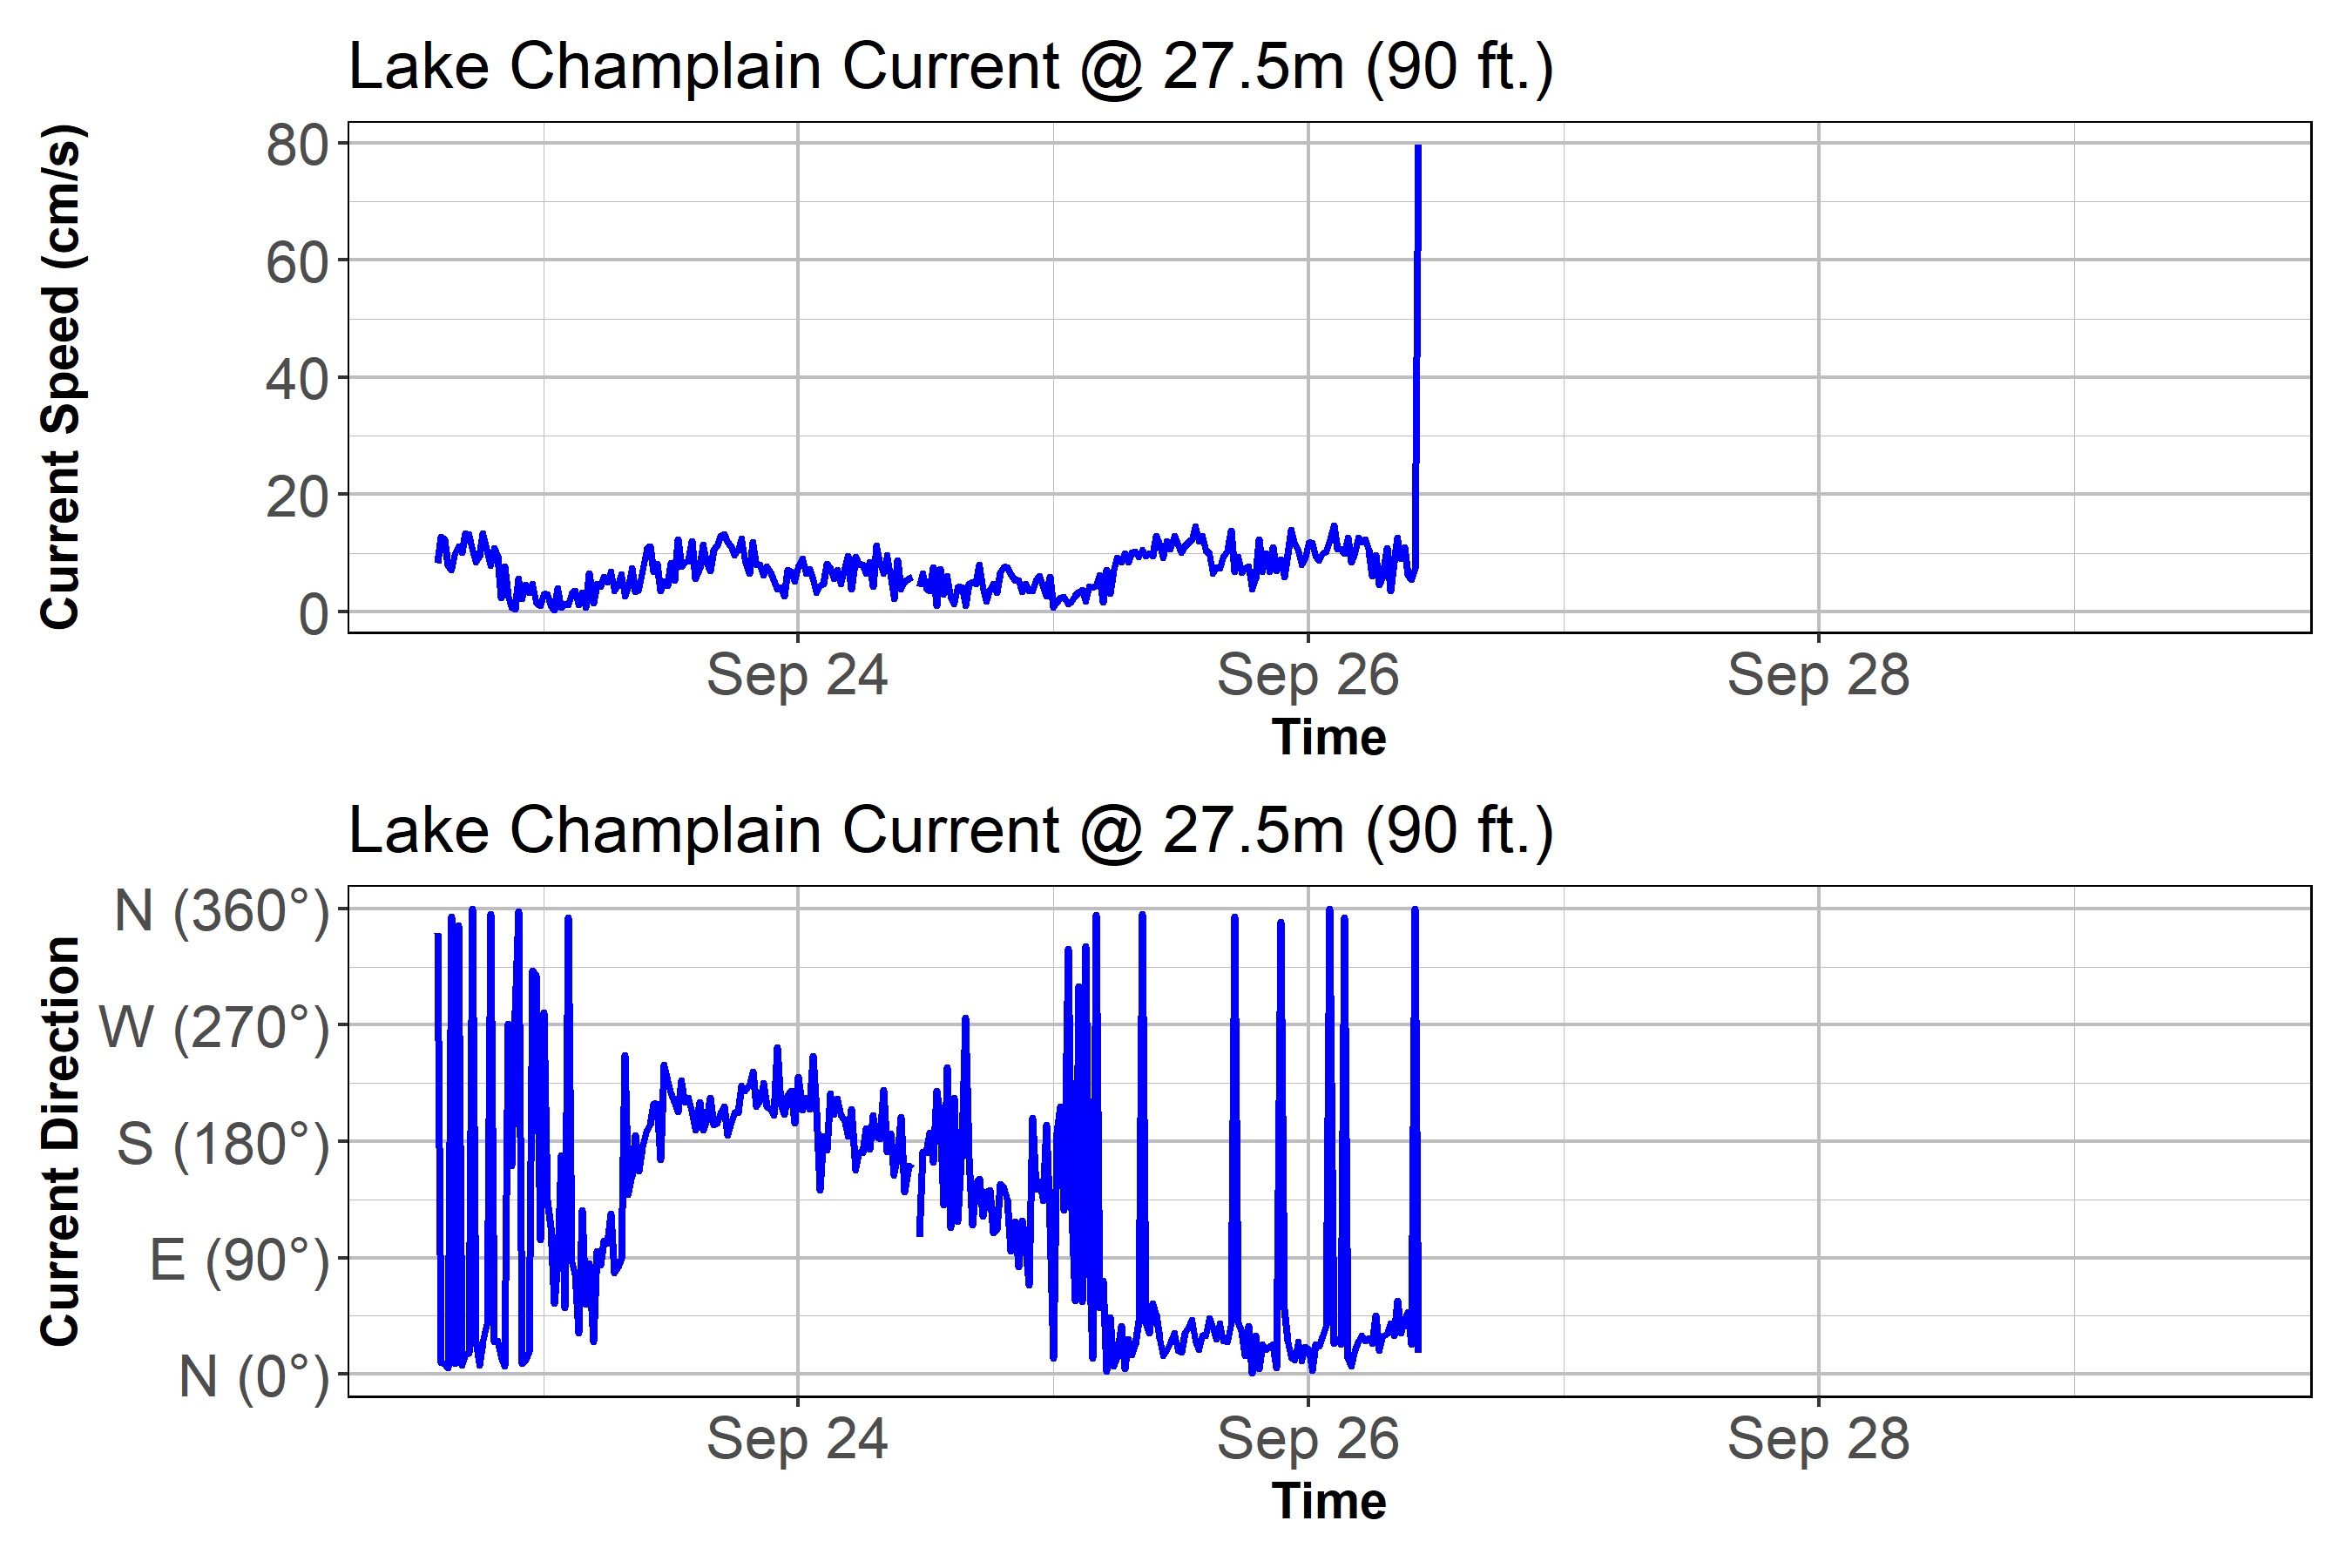 Lake Champlain Current @ 27.5m (90 ft.)
Current Speed (cm/s)
80
60
40
20
0
Sep 24 Sep 26 Sep 28
Time
Lake Champlain Current @ 27.5m (90 ft.)
Current Direction
N (360°)
W (270°)
S (180°)
E (90°)
N (0°)
Sep 24 Sep 26 Sep 28
Time